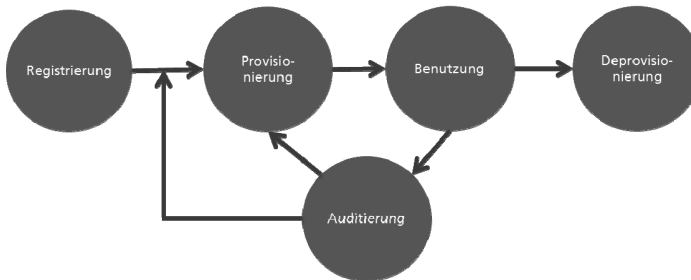 Registrierung
Provisio-
nierung
Benutzung
Deprovisio-
nierung
Auditierung